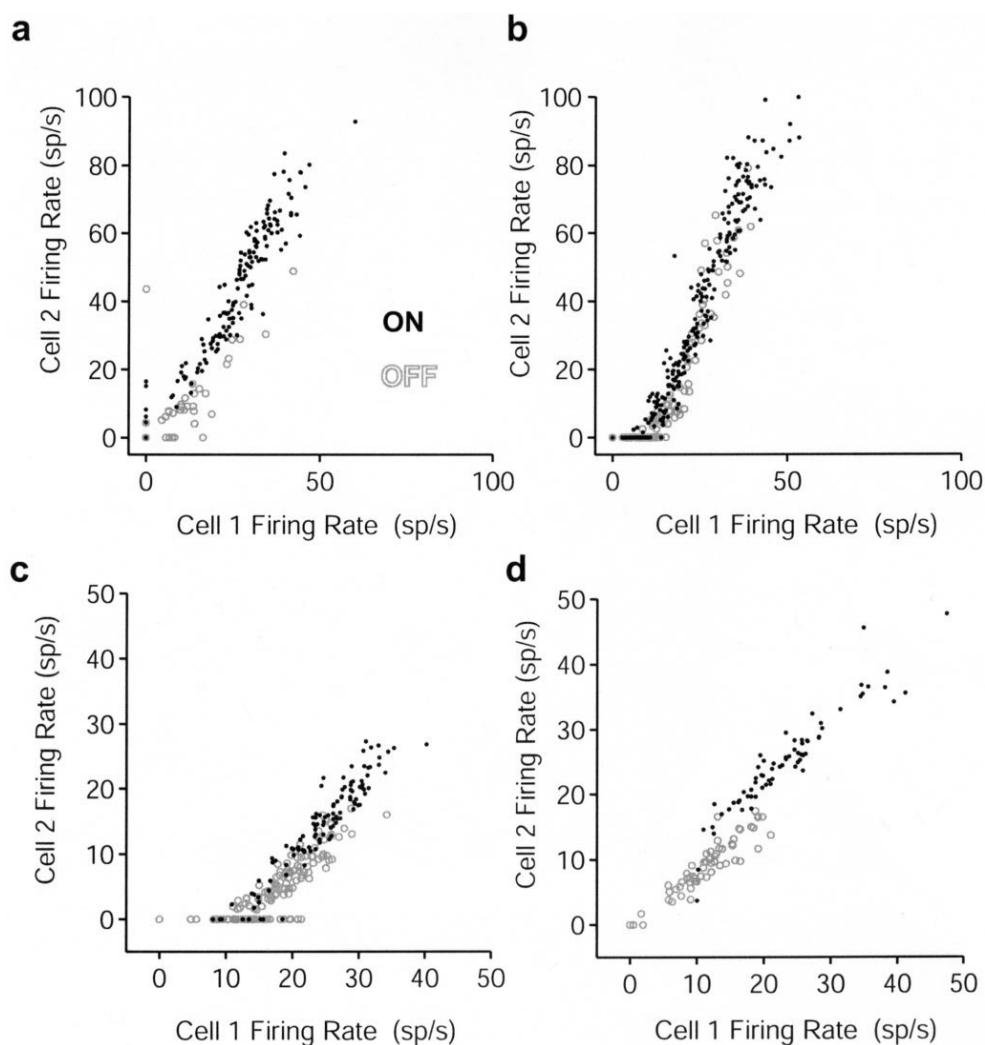 a
Cell 2 Firing Rate (sp/s)
100
80
60
40
20
0
ON
OFF
0 50 100
Cell 1 Firing Rate (sp/s)
b
Cell 2 Firing Rate (sp/s)
100
80
60
40
20
0
0 50 100
Cell 1 Firing Rate (sp/s)
c
Cell 2 Firing Rate (sp/s)
50
40
30
20
10
0
0 10 20 30 40 50
Cell 1 Firing Rate (sp/s)
d
Cell 2 Firing Rate (sp/s)
50
40
30
20
10
0
0 10 20 30 40 50
Cell 1 Firing Rate (sp/s)